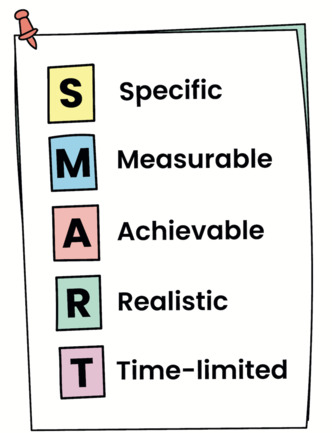 S Specific
M Measurable
A Achievable
R Realistic
T Time-limited